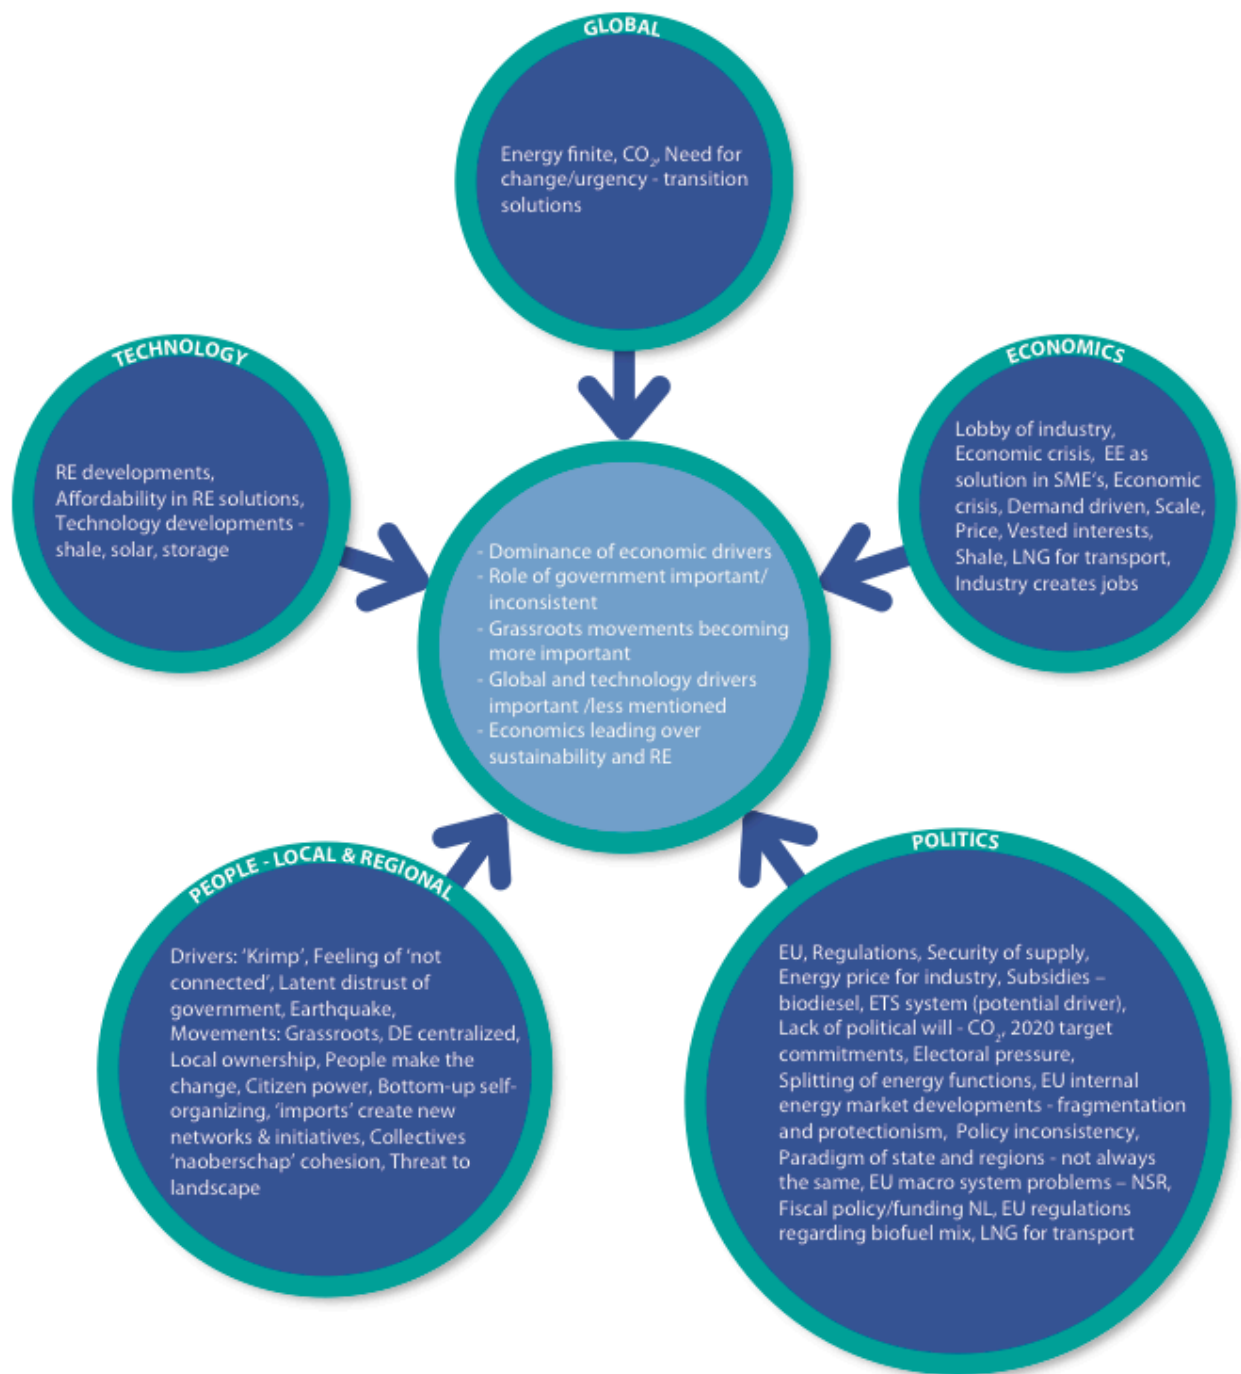 GLOBAL
Energy finite, CO₂, Need for
change/urgency - transition
solutions
TECHNOLOGY
RE developments,
Affordability in RE solutions,
Technology developments -
shale, solar, storage
ECONOMICS
Lobby of industry,
Economic crisis, EE as
solution in SME's, Economic
crisis, Demand driven, Scale,
Price, Vested interests,
Shale, LNG for transport,
Industry creates jobs
- Dominance of economic drivers
- Role of government important/
inconsistent
- Grassroots movements becoming
more important
- Global and technology drivers
important /less mentioned
- Economics leading over
sustainability and RE
PEOPLE - LOCAL & REGIONAL
Drivers: ‘Krimp’, Feeling of ‘not
connected’, Latent distrust of
government, Earthquake,
Movements: Grassroots, DE centralized,
Local ownership, People make the
change, Citizen power, Bottom-up self-
organizing, ‘imports’ create new
networks & initiatives, Collectives
‘naoberschap’ cohesion, Threat to
landscape
POLITICS
EU, Regulations, Security of supply,
Energy price for industry, Subsidies –
biodiesel, ETS system (potential driver),
Lack of political will - CO₂, 2020 target
commitments, Electoral pressure,
Splitting of energy functions, EU internal
energy market developments - fragmentation
and protectionism, Policy inconsistency,
Paradigm of state and regions - not always
the same, EU macro system problems – NSR,
Fiscal policy/funding NL, EU regulations
regarding biofuel mix, LNG for transport